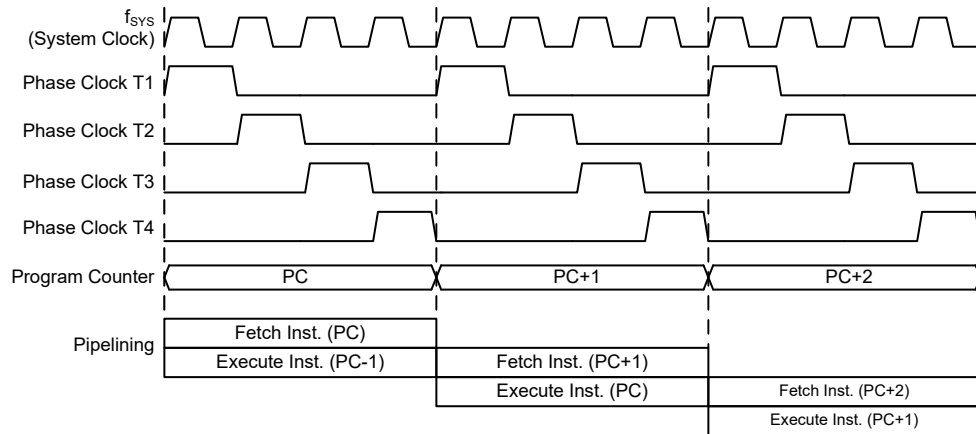 fSYS
(System Clock)
Phase Clock T1
Phase Clock T2
Phase Clock T3
Phase Clock T4
Program Counter PC PC+1 PC+2
Pipelining
Fetch Inst. (PC)
Execute Inst. (PC-1) Fetch Inst. (PC+1)
Execute Inst. (PC) Fetch Inst. (PC+2)
Execute Inst. (PC+1)